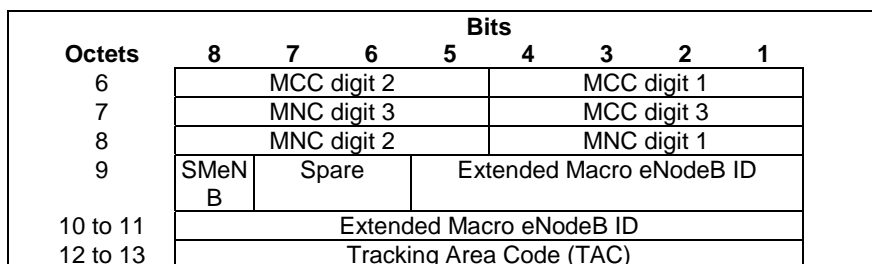 Bits
Octets 8 7 6 5 4 3 2 1
6 MCC digit 2 MCC digit 1
7 MNC digit 3 MCC digit 3
8 MNC digit 2 MNC digit 1
9 SMeN Spare Extended Macro eNodeB ID
B
10 to 11 Extended Macro eNodeB ID
12 to 13 Tracking Area Code (TAC)